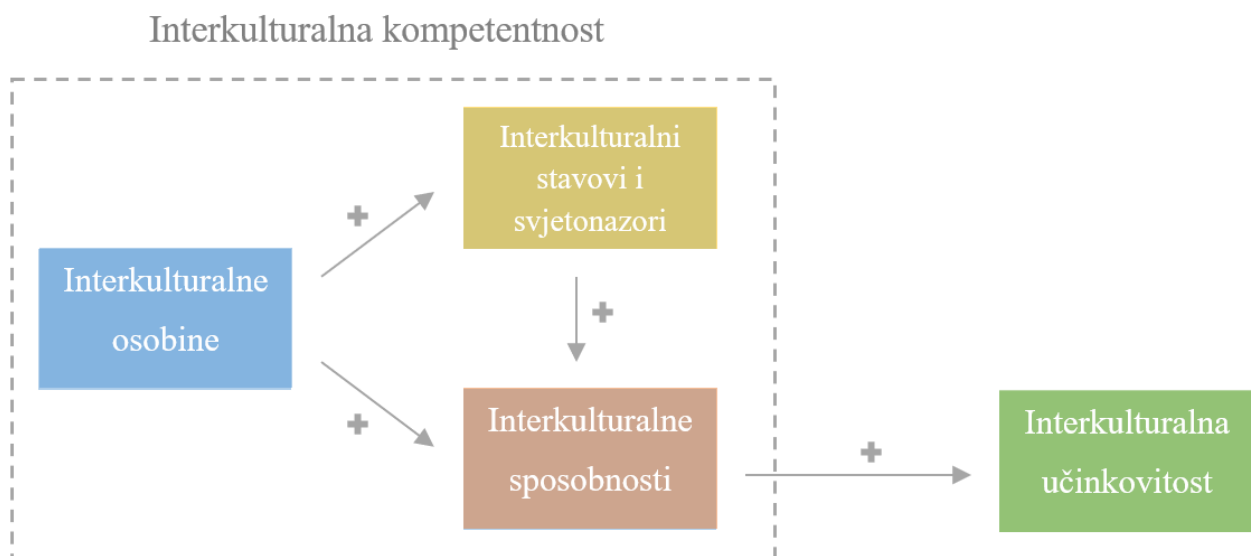 Interkulturalna kompetentnost
Interkulturalni
stavovi i
svjetonazori
Interkulturalne
osobine
Interkulturalne
sposobnosti
Interkulturalna
učinkovitost